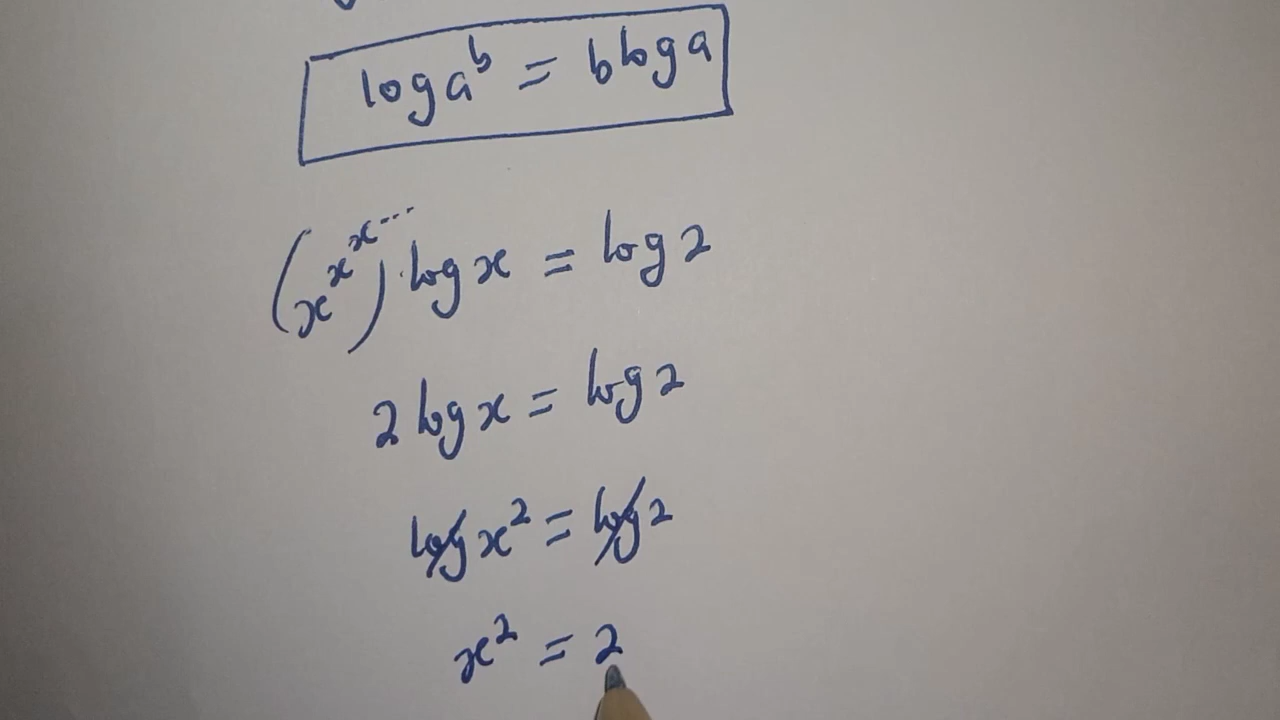 log a^b = b log a
(x^x^x^...) · log x = log 2
2 log x = log 2
log x^2 = log 2
x^2 = 2